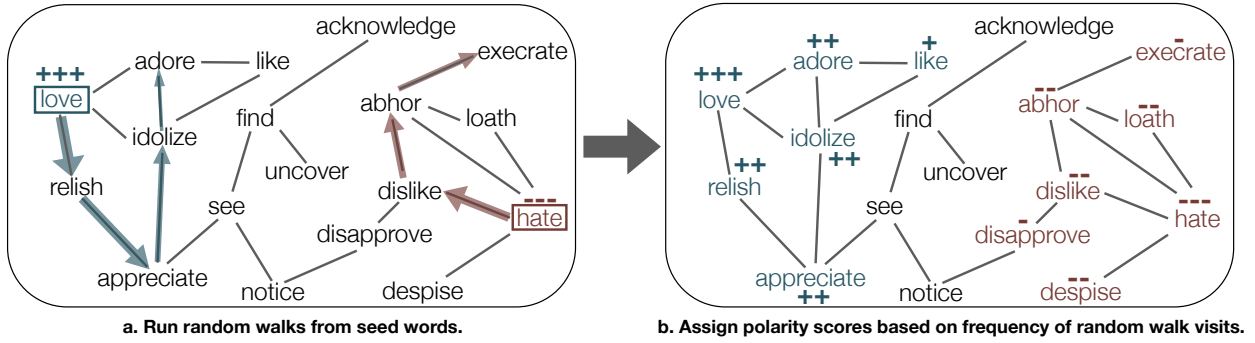 acknowledge
execrate
adore
like
+++
love
abhor
find
loath
idolize
uncover
relish
dislike
---
see
hate
disapprove
appreciate
notice
despise
a. Run random walks from seed words.
acknowledge
++
+
-
execrate
adore
like
+++
love
--
abhor
--
loath
find
idolize
++
++
uncover
relish
--
dislike
---
see
hate
-
disapprove
appreciate
++
--
notice
despise
b. Assign polarity scores based on frequency of random walk visits.